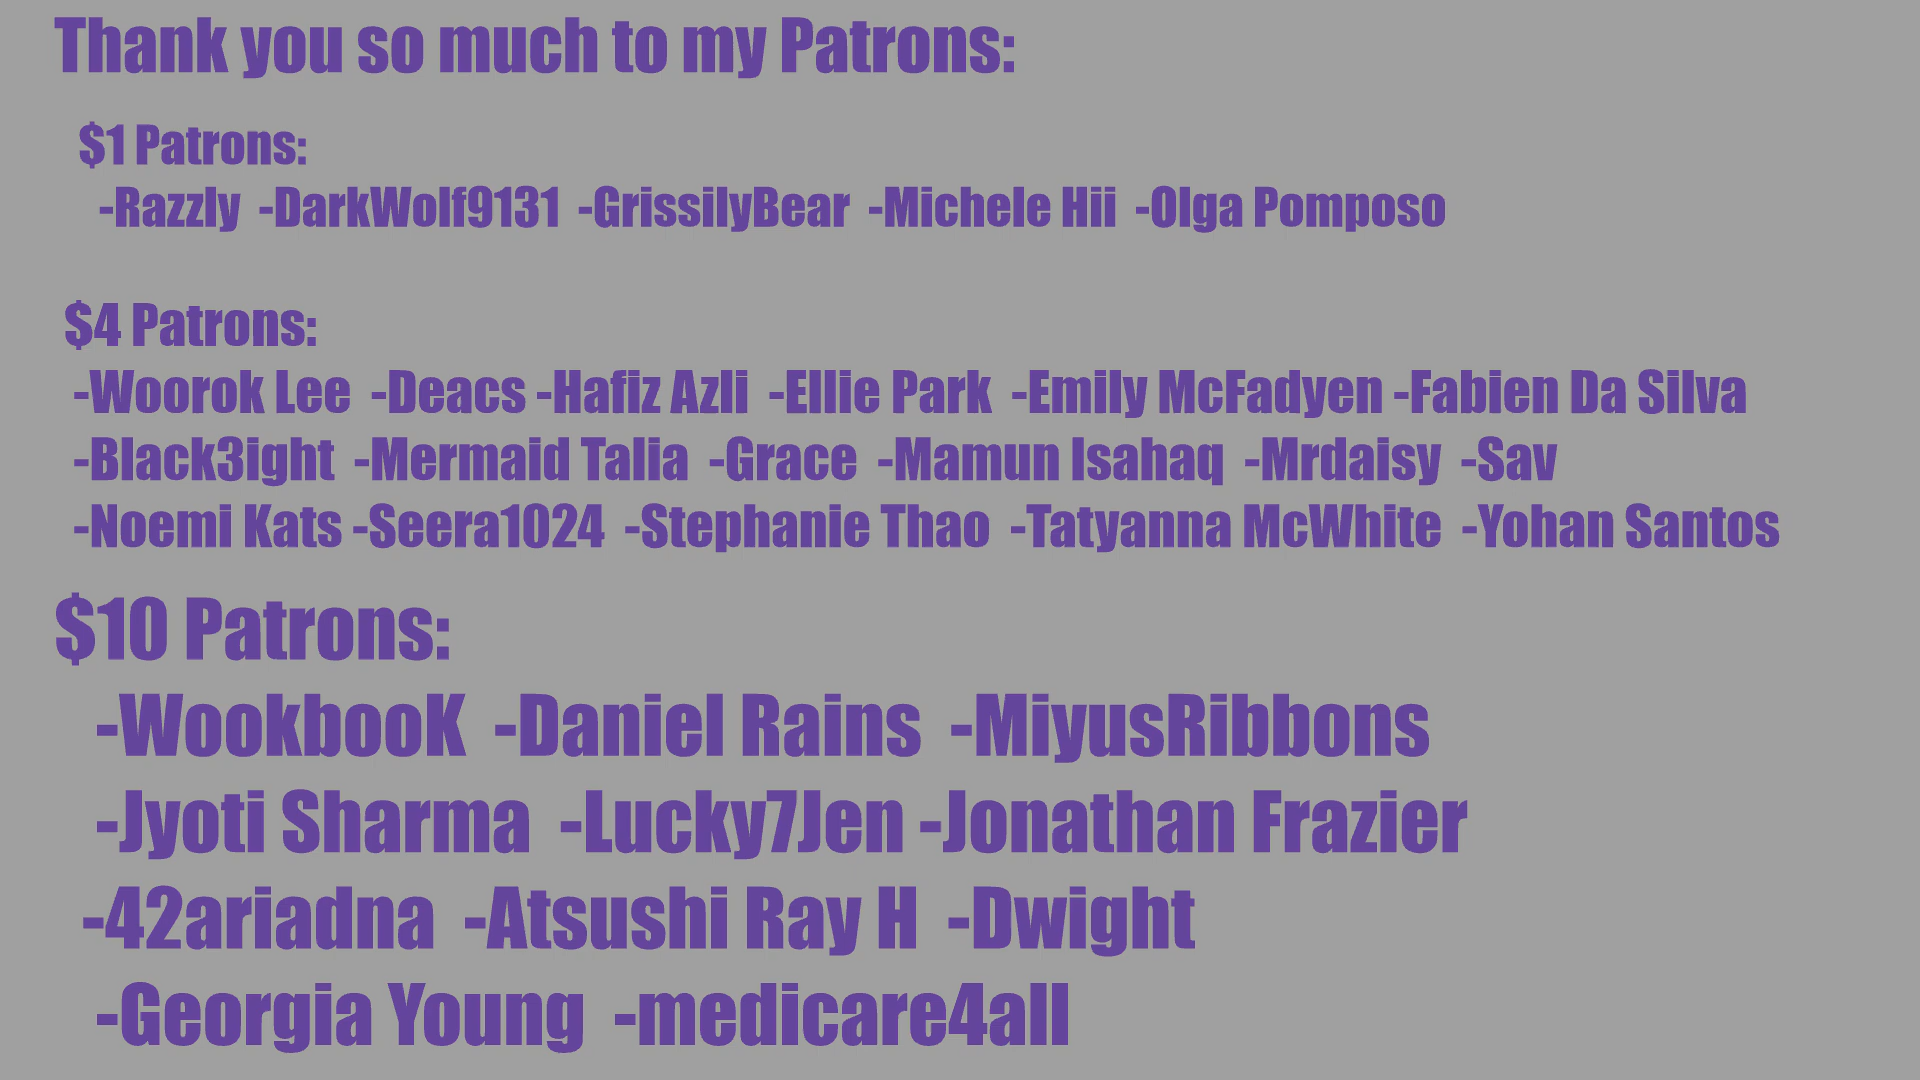 Thank you so much to my Patrons:
$1 Patrons:
-Razzly -DarkWolf9131 -GrissilyBear -Michele Hii -Olga Pomposo
$4 Patrons:
-Woorok Lee -Deacs -Hafiz Azli -Ellie Park -Emily McFadyen -Fabien Da Silva
-Black3ight -Mermaid Talia -Grace -Mamun Isahaq -Mrdaisy -Sav
-Noemi Kats -Seera1024 -Stephanie Thao -Tatyanna McWhite -Yohan Santos
$10 Patrons:
-WookbooK -Daniel Rains -MiyusRibbons
-Jyoti Sharma -Lucky7Jen -Jonathan Frazier
-42ariadna -Atsushi Ray H -Dwight
-Georgia Young -medicare4all